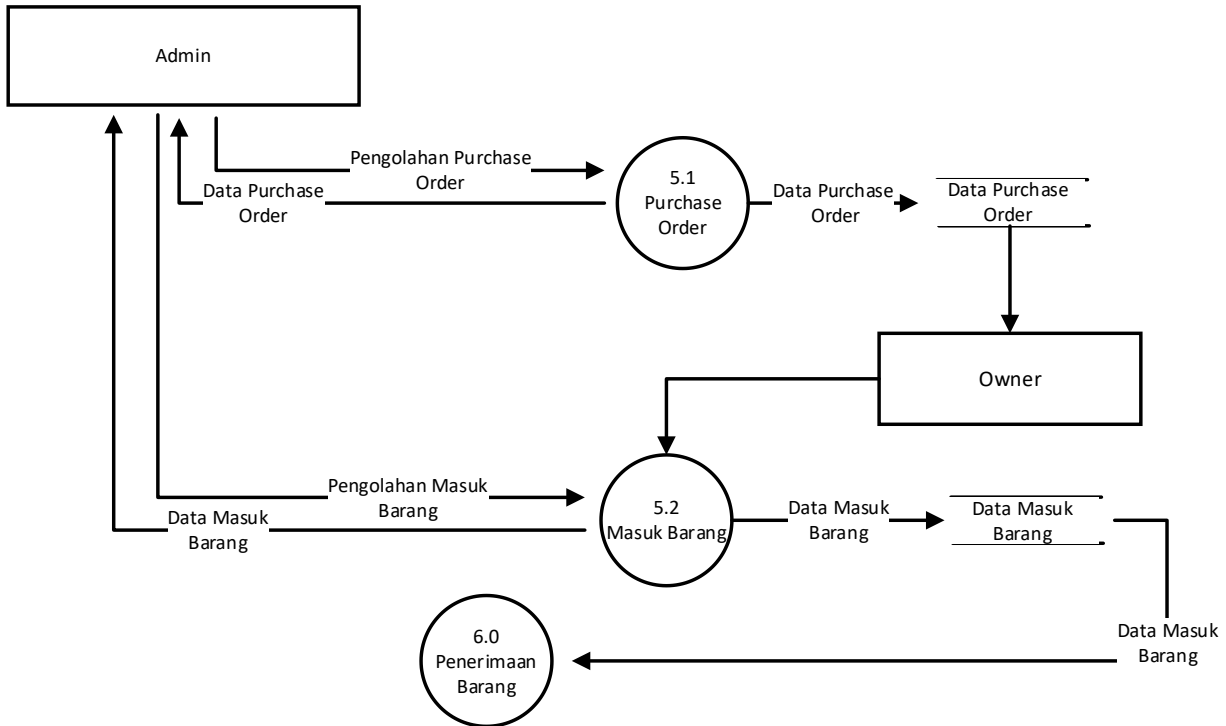 Admin
Pengolahan Purchase
Order
Data Purchase
Order
5.1
Purchase
Order
Data Purchase
Order
Data Purchase
Order
Owner
Pengolahan Masuk
Barang
Data Masuk
Barang
5.2
Masuk Barang
Data Masuk
Barang
Data Masuk
Barang
6.0
Penerimaan
Barang
Data Masuk
Barang